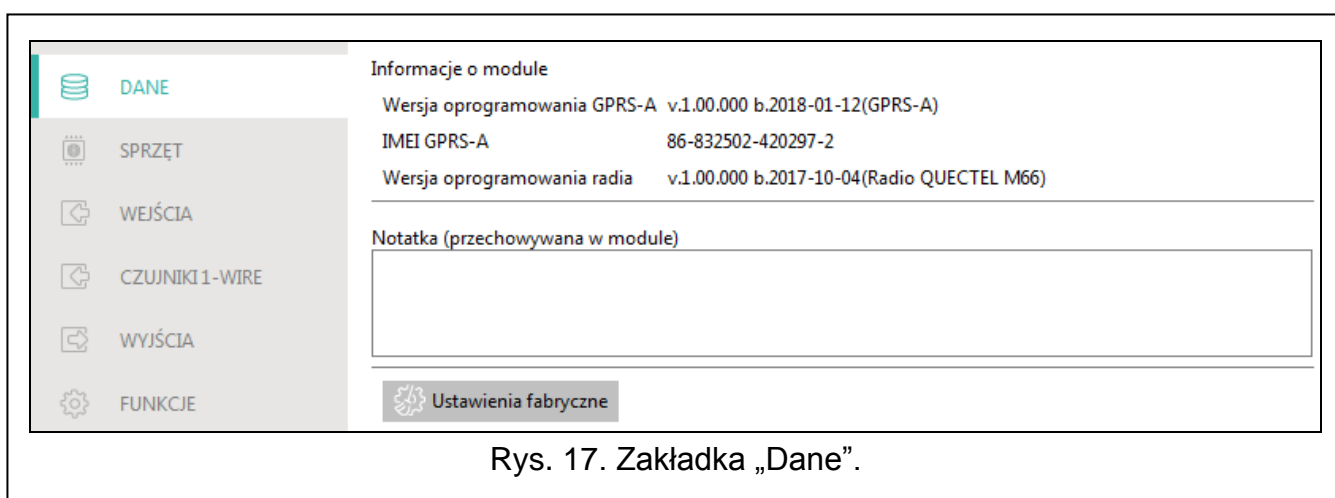 DANE
SPRZĘT
WEJŚCIA
CZUJNIKI 1-WIRE
WYJŚCIA
FUNKCJE
Informacje o module
Wersja oprogramowania GPRS-A v.1.00.000 b.2018-01-12(GPRS-A)
IMEI GPRS-A 86-832502-420297-2
Wersja oprogramowania radia v.1.00.000 b.2017-10-04(Radio QUECTEL M66)
Notatka (przechowywana w module)
Ustawienia fabryczne
Rys. 17. Zakładka „Dane”.